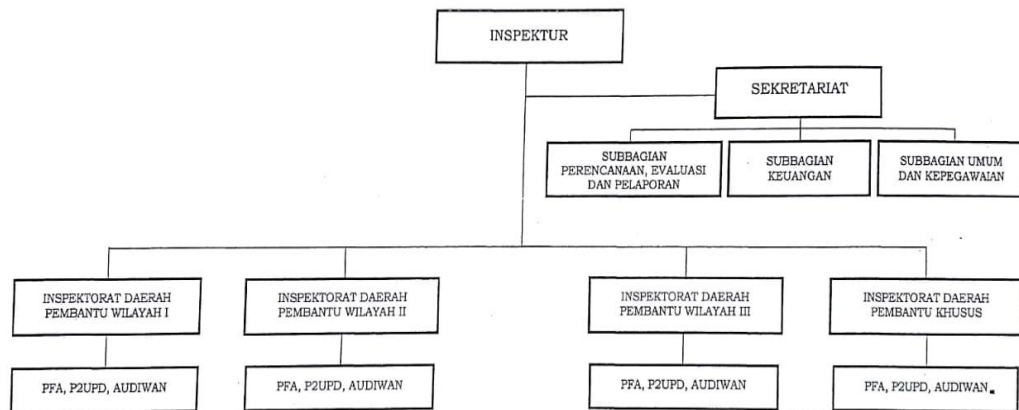 INSPEKTUR
SEKRETARIAT
SUBBAGIAN
PERENCANAAN, EVALUASI
DAN PELAPORAN
SUBBAGIAN
KEUANGAN
SUBBAGIAN UMUM
DAN KEPEGAWAIAN
INSPEKTORAT DAERAH
PEMBANTU WILAYAH I
INSPEKTORAT DAERAH
PEMBANTU WILAYAH II
INSPEKTORAT DAERAH
PEMBANTU WILAYAH III
INSPEKTORAT DAERAH
PEMBANTU KHUSUS
PFA, P2UPD, AUDIWAN
PFA, P2UPD, AUDIWAN
PFA, P2UPD, AUDIWAN
PFA, P2UPD, AUDIWAN